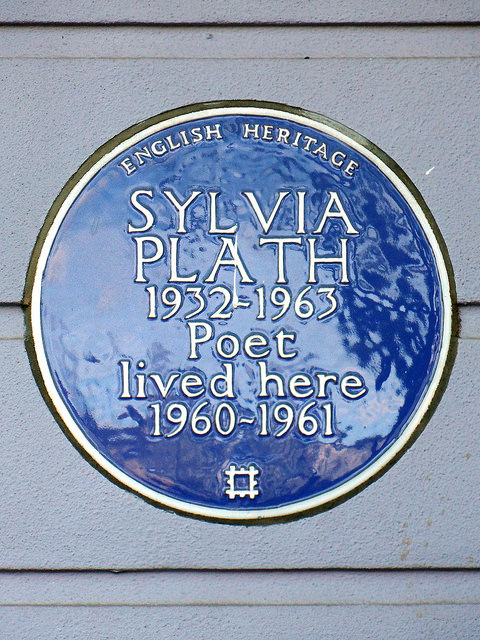 ENGLISH HERITAGE
SYLVIA
PLATH
1932-1963
Poet
lived here
1960-1961